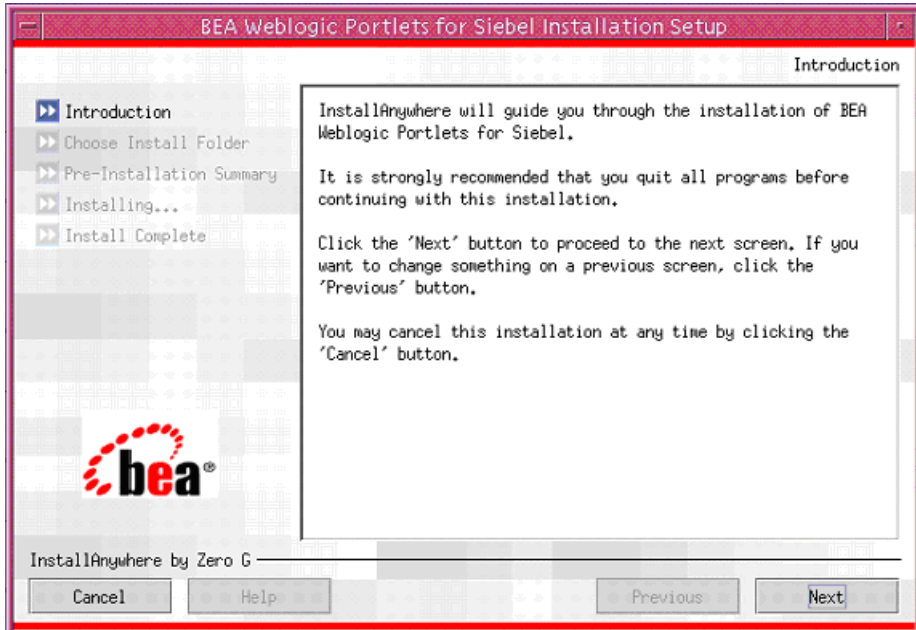 BEA Weblogic Portlets for Siebel Installation Setup
Introduction
Introduction
Choose Install Folder
Pre-Installation Summary
Installing...
Install Complete
InstallAnywhere will guide you through the installation of BEA
Weblogic Portlets for Siebel.
It is strongly recommended that you quit all programs before
continuing with this installation.
Click the 'Next' button to proceed to the next screen. If you
want to change something on a previous screen, click the
'Previous' button.
You may cancel this installation at any time by clicking the
'Cancel' button.
bea®
InstallAnywhere by Zero G
Cancel
Help
Previous
Next